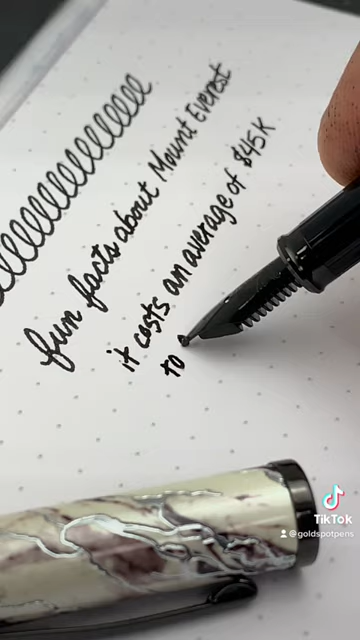 fun facts about Mount Everest
it costs an average of $45K
to
TikTok
@goldspotpens